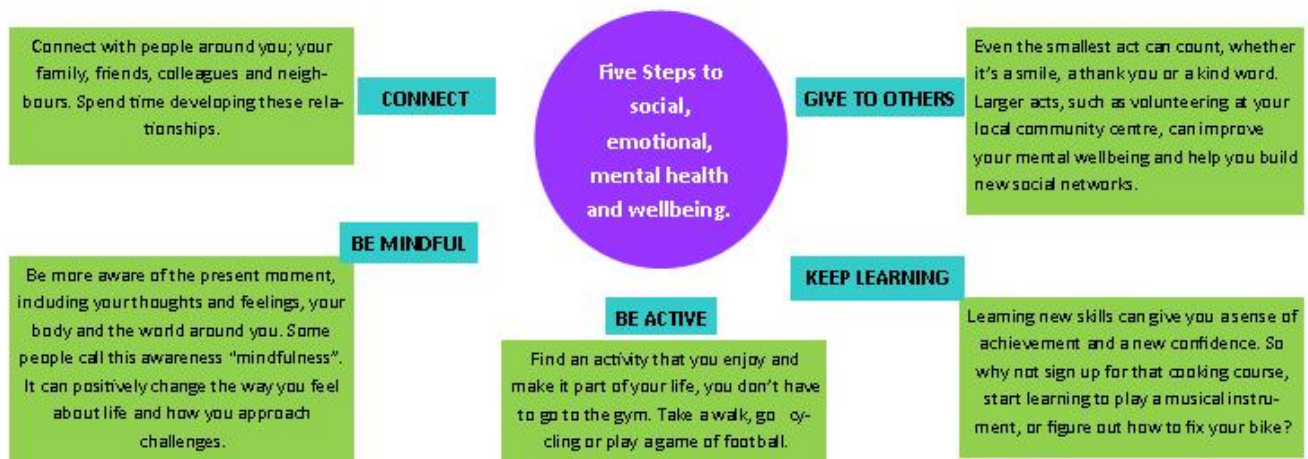 Five Steps to
social,
emotional,
mental health
and wellbeing.
CONNECT
Connect with people around you; your
family, friends, colleagues and neigh-
bours. Spend time developing these rela-
tionships.
GIVE TO OTHERS
Even the smallest act can count, whether
it's a smile, a thank you or a kind word.
Larger acts, such as volunteering at your
local community centre, can improve
your mental wellbeing and help you build
new social networks.
BE MINDFUL
Be more aware of the present moment,
including your thoughts and feelings, your
body and the world around you. Some
people call this awareness "mindfulness".
It can positively change the way you feel
about life and how you approach
challenges.
BE ACTIVE
Find an activity that you enjoy and
make it part of your life, you don't have
to go to the gym. Take a walk, go cy-
cling or play a game of football.
KEEP LEARNING
Learning new skills can give you a sense of
achievement and a new confidence. So
why not sign up for that cooking course,
start learning to play a musical instru-
ment, or figure out how to fix your bike?